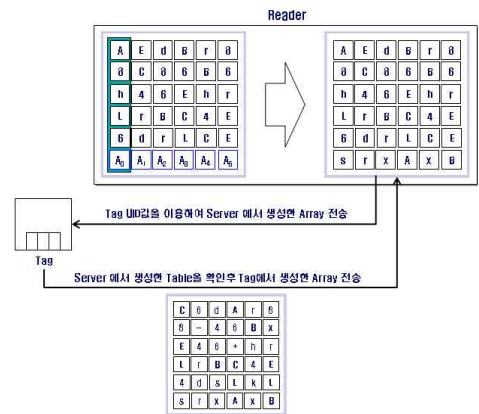 Reader
A E d B r 8
8 C 8 6 B 6
h 4 6 E h r
L r B C 4 E
6 d r L C E
A₀ A₁ A₂ A₃ A₄ A₅
A E d B r 8
8 C 8 6 B 6
h 4 6 E h r
L r B C 4 E
6 d r L C E
s r x A x B
Tag UID값을 이용하여 Server 에서 생성한 Array 전송
Tag
Server 에서 생성한 Table을 확인후 Tag에서 생성한 Array 전송
C 6 d A r 8
8 - 4 6 B x
E 4 6 + h r
L r B C 4 E
4 d s L k L
s r x A x B